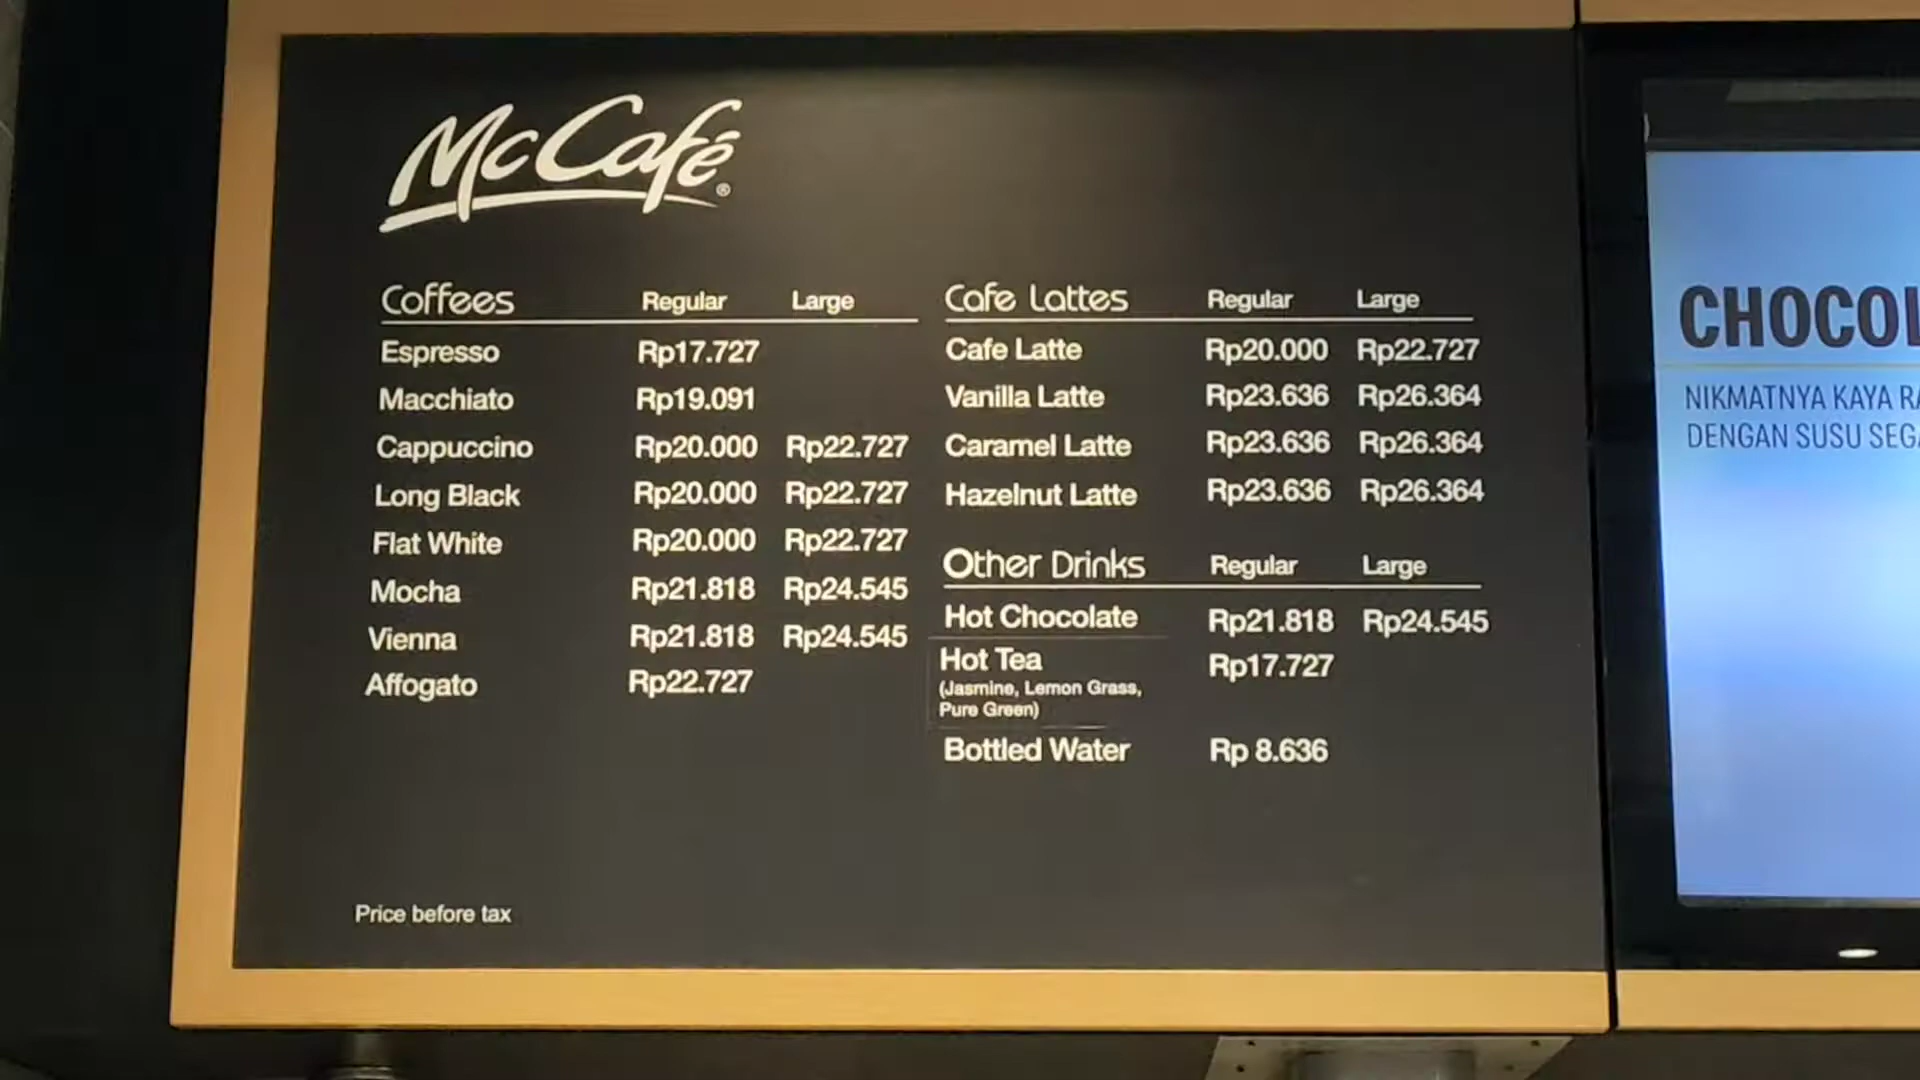 McCafé®
Coffees Regular Large
Espresso Rp17.727
Macchiato Rp19.091
Cappuccino Rp20.000 Rp22.727
Long Black Rp20.000 Rp22.727
Flat White Rp20.000 Rp22.727
Mocha Rp21.818 Rp24.545
Vienna Rp21.818 Rp24.545
Affogato Rp22.727
Cafe Lattes Regular Large
Cafe Latte Rp20.000 Rp22.727
Vanilla Latte Rp23.636 Rp26.364
Caramel Latte Rp23.636 Rp26.364
Hazelnut Latte Rp23.636 Rp26.364
Other Drinks Regular Large
Hot Chocolate Rp21.818 Rp24.545
Hot Tea Rp17.727
(Jasmine, Lemon Grass,
Pure Green)
Bottled Water Rp 8.636
Price before tax
CHOCOL
NIKMATNYA KAYA RA
DENGAN SUSU SEGA